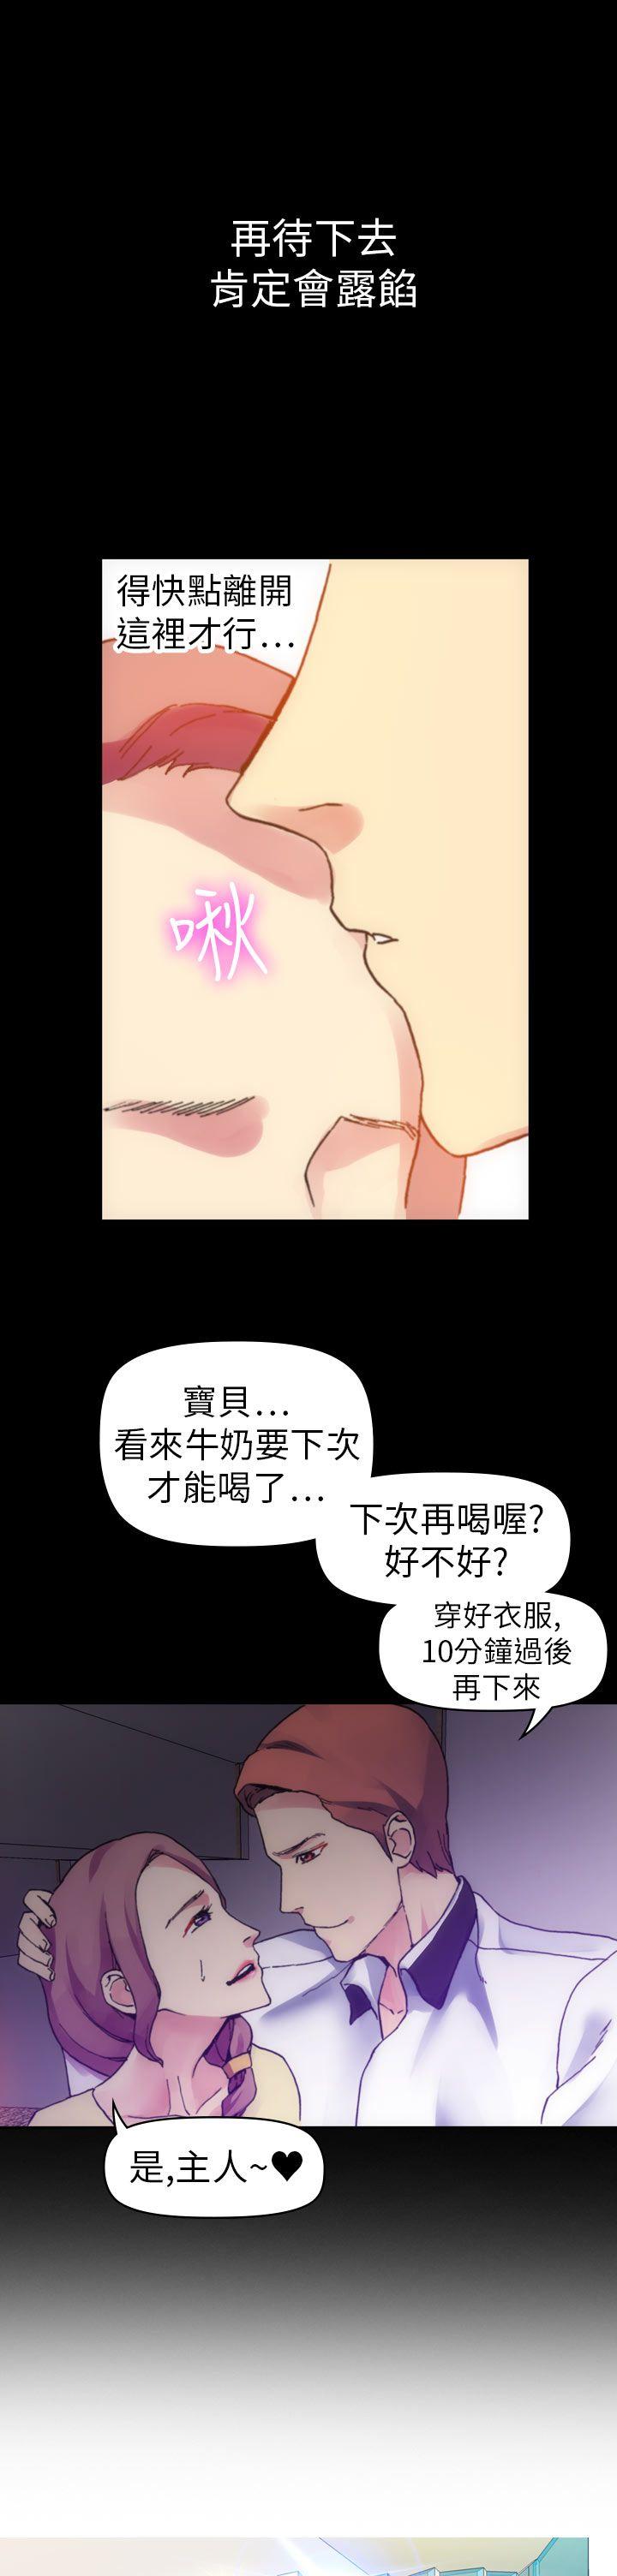 再待下去
肯定會露餡
得快點離開
這裡才行...
啾
寶貝...
看來牛奶要下次
才能喝了...
下次再喝喔?
好不好?
穿好衣服,
10分鐘過後
再下來
是,主人~♥